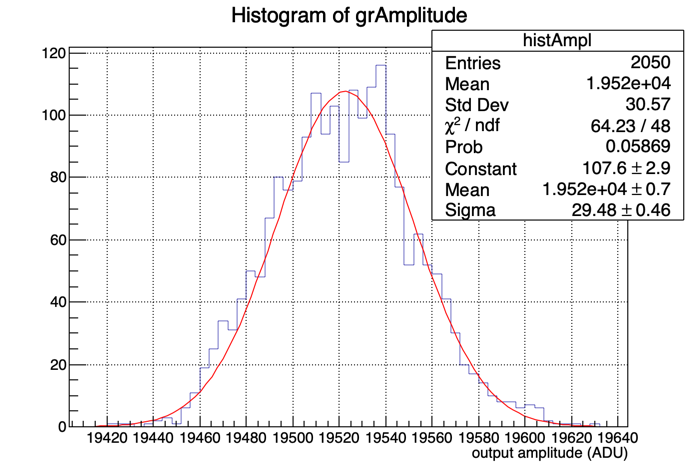 Histogram of grAmplitude
histAmpl
Entries 2050
Mean 1.952e+04
Std Dev 30.57
χ² / ndf 64.23 / 48
Prob 0.05869
Constant 107.6 ± 2.9
Mean 1.952e+04 ± 0.7
Sigma 29.48 ± 0.46
120
100
80
60
40
20
0
19420 19440 19460 19480 19500 19520 19540 19560 19580 19600 19620 19640
output amplitude (ADU)